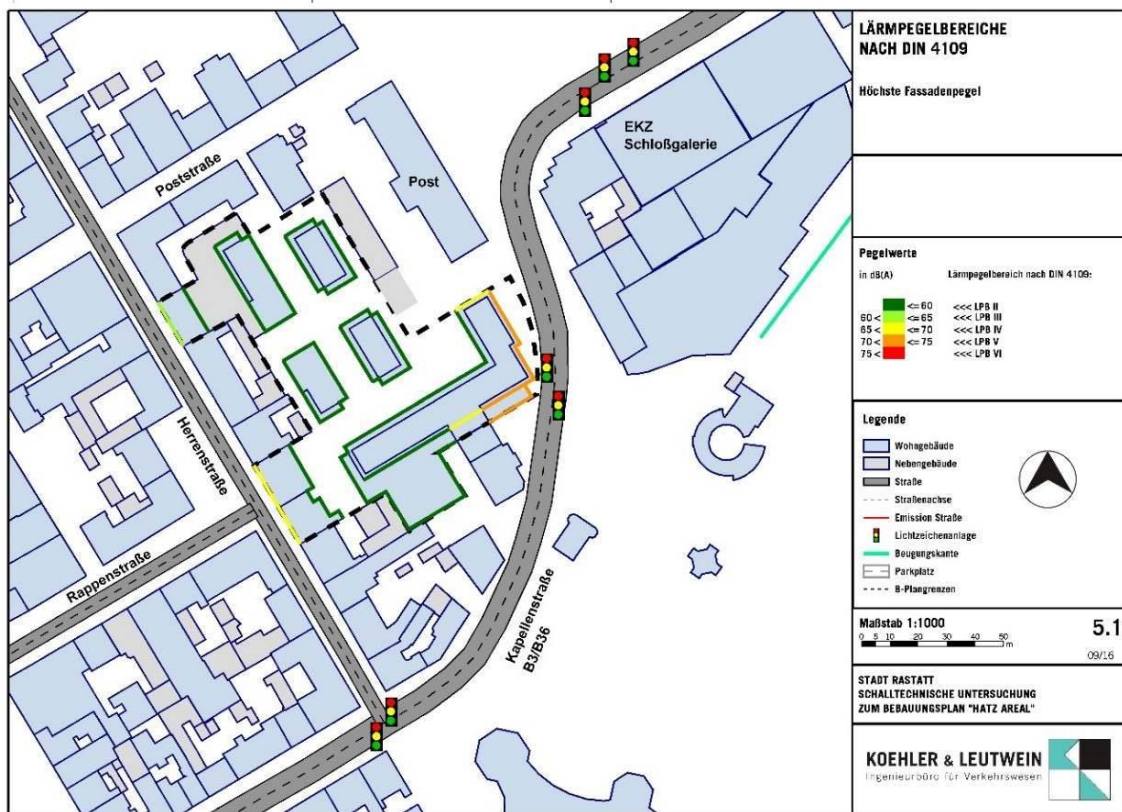 Poststraße
Post
EKZ
Schloßgalerie
Herrenstraße
Rappenstraße
Kapellenstraße
B3/B36
LÄRMPEGELBEREICHE
NACH DIN 4109
Höchste Fassadenpegel
Pegelwerte
in dB(A) Lärmpegelbereich nach DIN 4109:
<=60 <<< LPB II
60 < <=65 <<< LPB III
65 < <=70 <<< LPB IV
70 < <=75 <<< LPB V
75 < <<< LPB VI
Legende
Wohngebäude
Nebengebäude
Straße
Straßenachse
Emission Straße
Lichtzeichenanlage
Beugungskante
Parkplatz
B-Plangrenzen
Maßstab 1:1000
0 5 10 20 30 40 50 m
5.1
09/16
STADT RASTATT
SCHALLTECHNISCHE UNTERSUCHUNG
ZUM BEBAUUNGSPLAN "HATZ AREAL"
KOEHLER & LEUTWEIN
Ingenieurbüro für Verkehrswesen